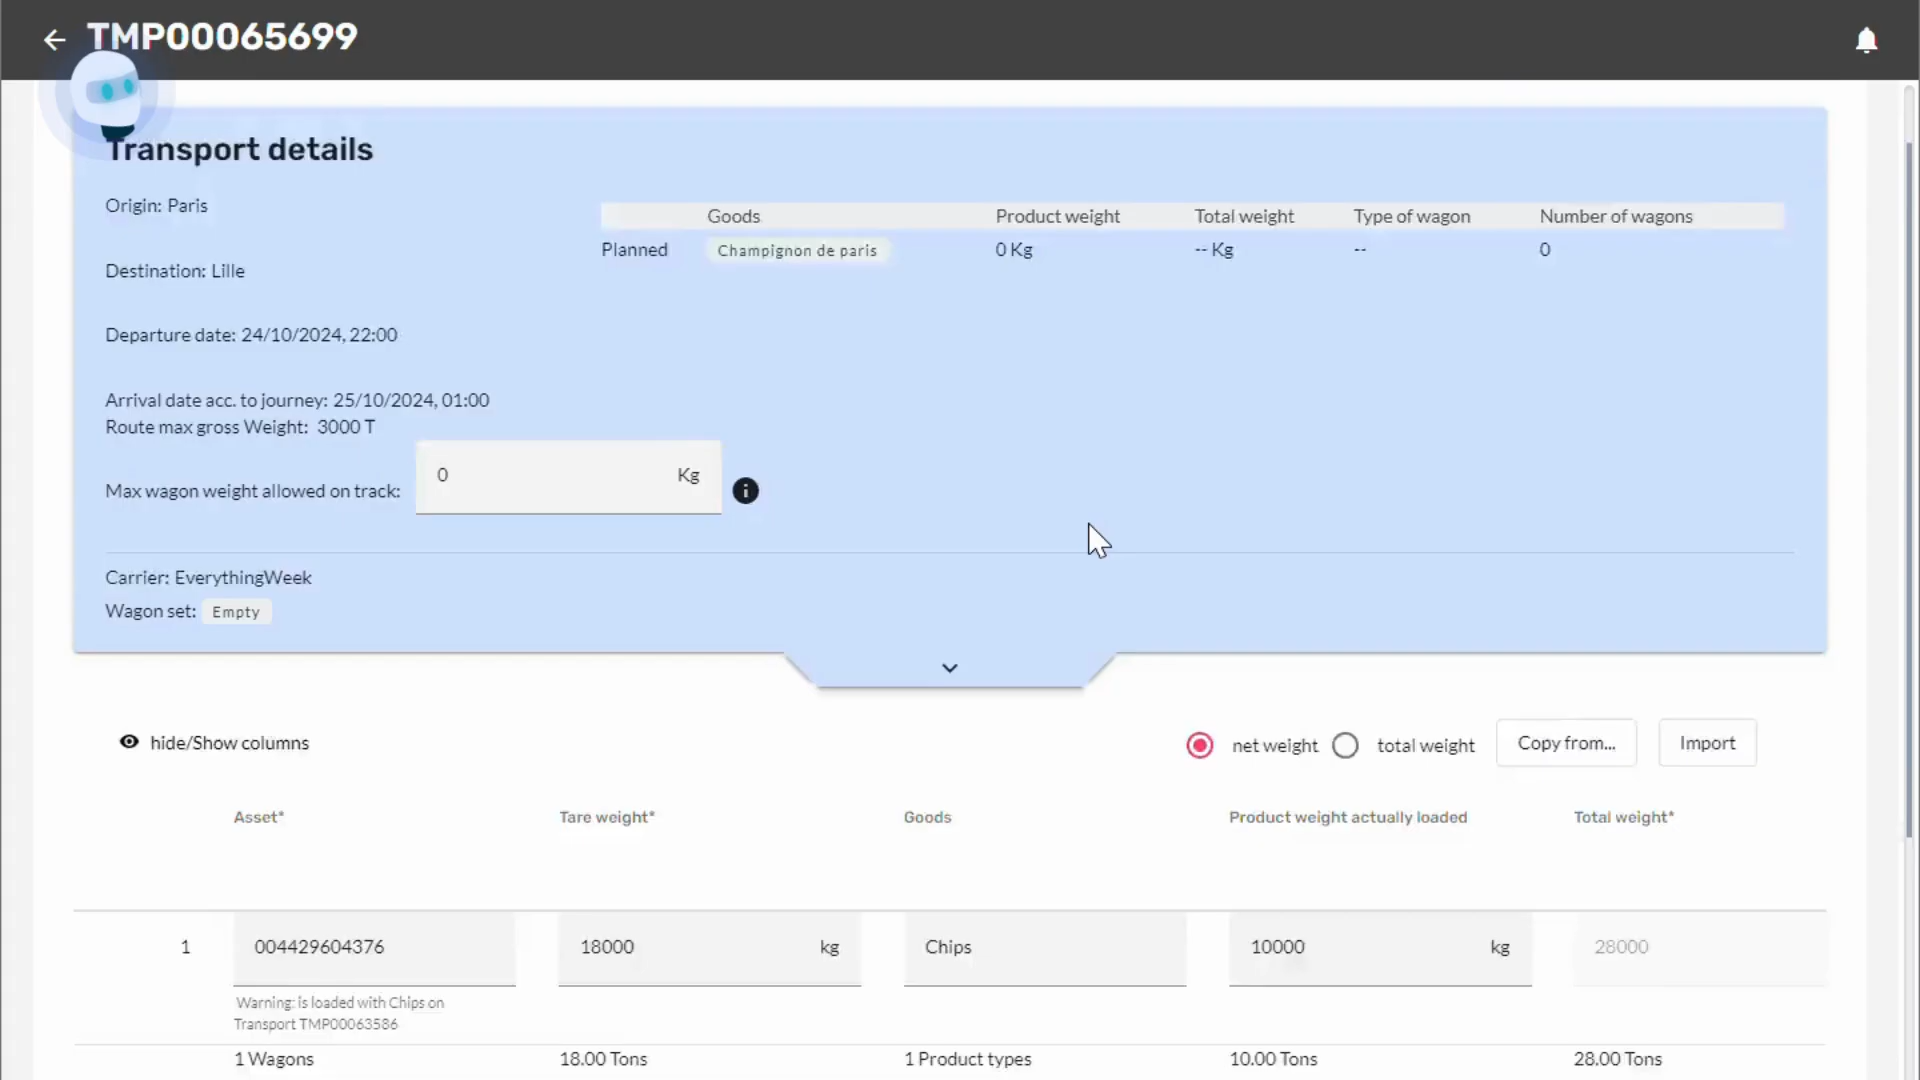 TMP00065699
Transport details
Origin: Paris
Goods Product weight Total weight Type of wagon Number of wagons
Planned Champignon de paris 0 Kg -- Kg -- 0
Destination: Lille
Departure date: 24/10/2024, 22:00
Arrival date acc. to journey: 25/10/2024, 01:00
Route max gross Weight: 3000 T
Max wagon weight allowed on track: 0 Kg
Carrier: EverythingWeek
Wagon set: Empty
hide/Show columns net weight total weight Copy from... Import
Asset* Tare weight* Goods Product weight actually loaded Total weight*
1 004429604376 18000 kg Chips 10000 kg 28000
Warning: is loaded with Chips on
Transport TMP00063586
1 Wagons 18.00 Tons 1 Product types 10.00 Tons 28.00 Tons